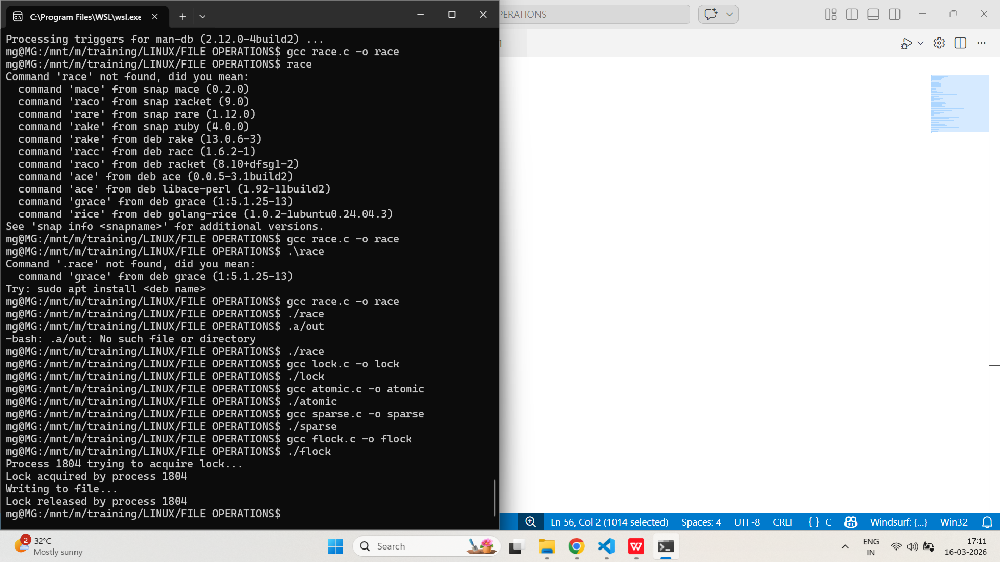 C:\Program Files\WSL\wsl.exe
Processing triggers for man-db (2.12.0-4build2) ...
mg@MG:/mnt/m/training/LINUX/FILE OPERATIONS$ gcc race.c -o race
mg@MG:/mnt/m/training/LINUX/FILE OPERATIONS$ race
Command 'race' not found, did you mean:
  command 'mace' from snap mace (0.2.0)
  command 'raco' from snap racket (9.0)
  command 'rare' from snap rare (1.12.0)
  command 'rake' from snap ruby (4.0.0)
  command 'rake' from deb rake (13.0.6-3)
  command 'racc' from deb racc (1.6.2-1)
  command 'raco' from deb racket (8.10+dfsg1-2)
  command 'ace' from deb ace (0.0.5-3.1build2)
  command 'ace' from deb libace-perl (1.92-11build2)
  command 'grace' from deb grace (1:5.1.25-13)
  command 'rice' from deb golang-rice (1.0.2-1ubuntu0.24.04.3)
See 'snap info <snapname>' for additional versions.
mg@MG:/mnt/m/training/LINUX/FILE OPERATIONS$ gcc race.c -o race
mg@MG:/mnt/m/training/LINUX/FILE OPERATIONS$ .\race
Command '.race' not found, did you mean:
  command 'grace' from deb grace (1:5.1.25-13)
Try: sudo apt install <deb name>
mg@MG:/mnt/m/training/LINUX/FILE OPERATIONS$ gcc race.c -o race
mg@MG:/mnt/m/training/LINUX/FILE OPERATIONS$ ./race
mg@MG:/mnt/m/training/LINUX/FILE OPERATIONS$ .a/out
-bash: .a/out: No such file or directory
mg@MG:/mnt/m/training/LINUX/FILE OPERATIONS$ ./race
mg@MG:/mnt/m/training/LINUX/FILE OPERATIONS$ gcc lock.c -o lock
mg@MG:/mnt/m/training/LINUX/FILE OPERATIONS$ ./lock
mg@MG:/mnt/m/training/LINUX/FILE OPERATIONS$ gcc atomic.c -o atomic
mg@MG:/mnt/m/training/LINUX/FILE OPERATIONS$ ./atomic
mg@MG:/mnt/m/training/LINUX/FILE OPERATIONS$ gcc sparse.c -o sparse
mg@MG:/mnt/m/training/LINUX/FILE OPERATIONS$ ./sparse
mg@MG:/mnt/m/training/LINUX/FILE OPERATIONS$ gcc flock.c -o flock
mg@MG:/mnt/m/training/LINUX/FILE OPERATIONS$ ./flock
Process 1804 trying to acquire lock...
Lock acquired by process 1804
Writing to file...
Lock released by process 1804
mg@MG:/mnt/m/training/LINUX/FILE OPERATIONS$
PERATIONS
Ln 56, Col 2 (1014 selected) Spaces: 4 UTF-8 CRLF { } C Windsurf: {...} Win32
2
32°C
Mostly sunny
Search
ENG
IN
17:11
16-03-2026